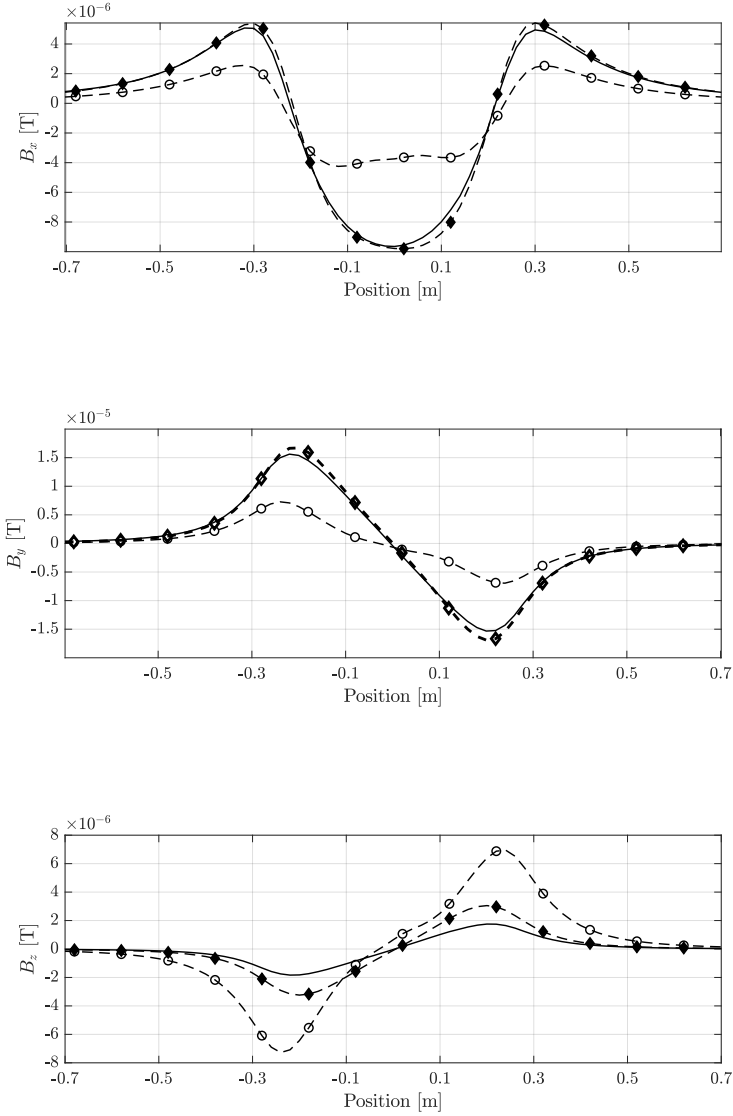 ×10⁻⁶
4
2
0
-2
-4
-6
-8
Bₓ [T]
-0.7 -0.5 -0.3 -0.1 0.1 0.3 0.5
Position [m]
×10⁻⁵
1.5
1
0.5
0
-0.5
-1
-1.5
B_y [T]
-0.5 -0.3 -0.1 0.1 0.3 0.5 0.7
Position [m]
×10⁻⁶
8
6
4
2
0
-2
-4
-6
-8
B_z [T]
-0.7 -0.5 -0.3 -0.1 0.1 0.3 0.5 0.7
Position [m]